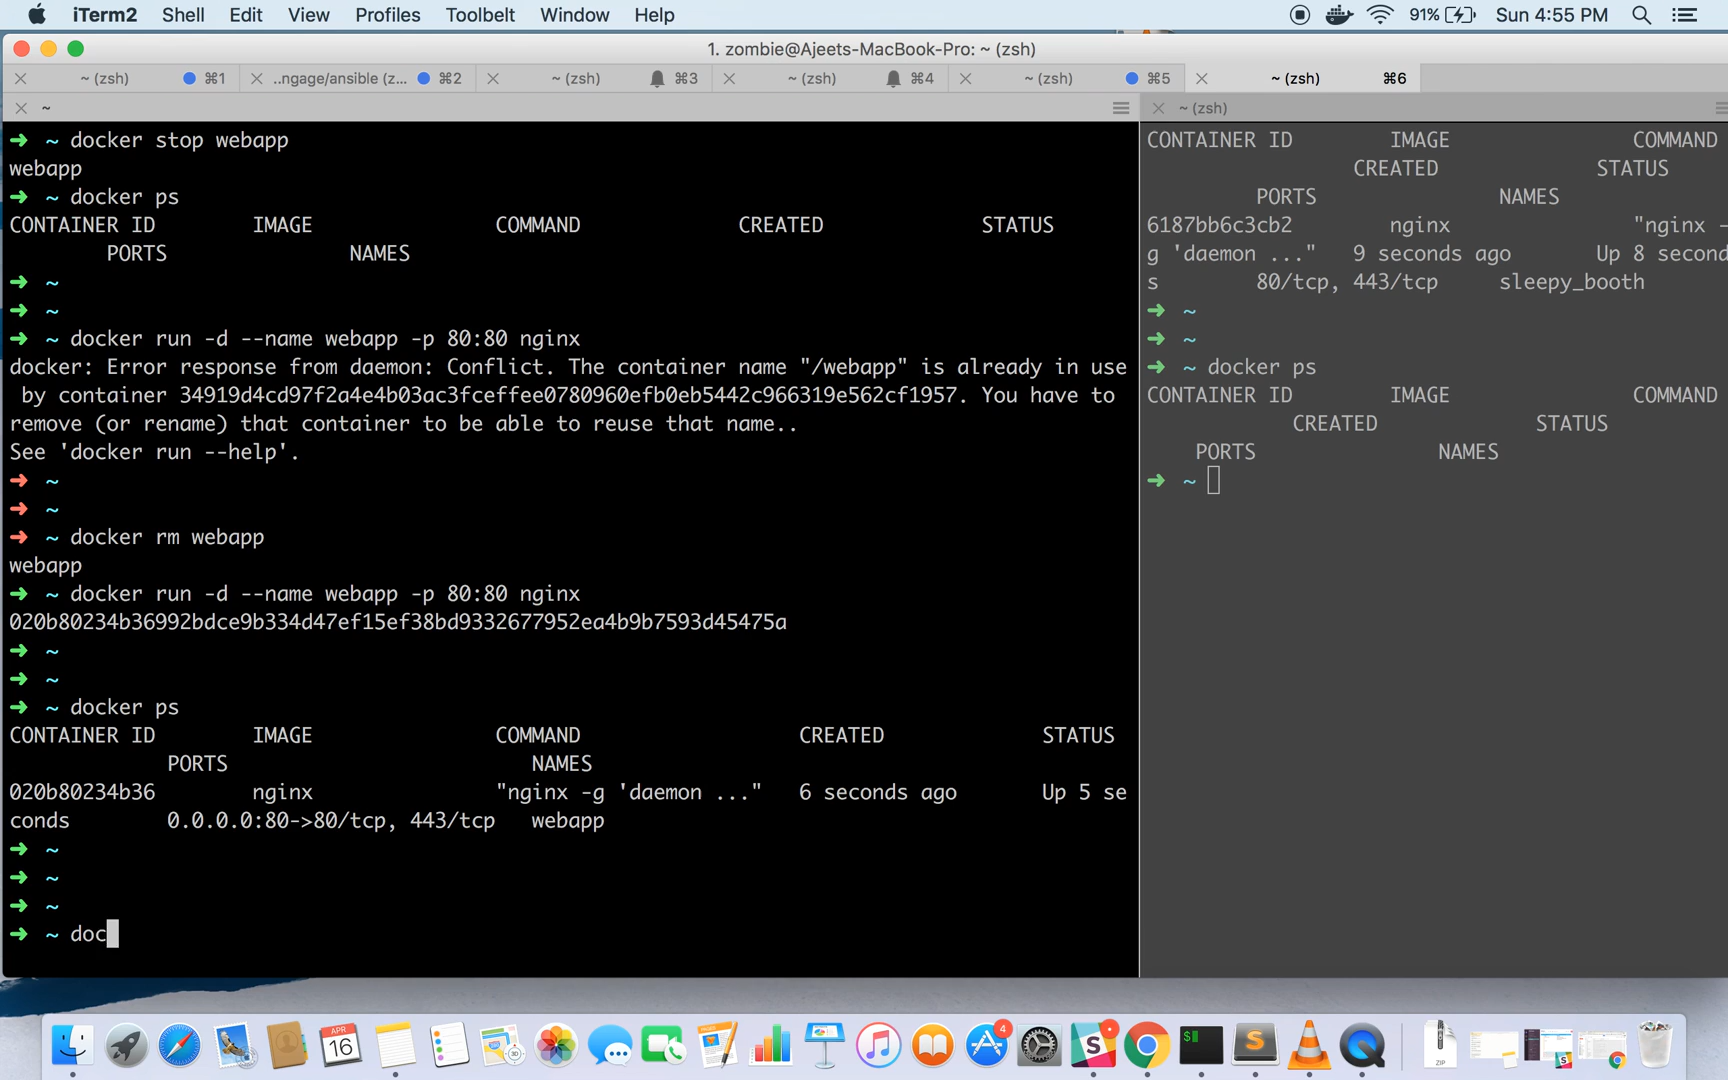 iTerm2 Shell Edit View Profiles Toolbelt Window Help 91% Sun 4:55 PM
1. zombie@Ajeets-MacBook-Pro: ~ (zsh)
~ (zsh) ⌘1 ..ngage/ansible (z... ⌘2 ~ (zsh) ⌘3 ~ (zsh) ⌘4 ~ (zsh) ⌘5 ~ (zsh) ⌘6
~
➜ ~ docker stop webapp
webapp
➜ ~ docker ps
CONTAINER ID IMAGE COMMAND CREATED STATUS
PORTS NAMES
➜ ~
➜ ~
➜ ~ docker run -d --name webapp -p 80:80 nginx
docker: Error response from daemon: Conflict. The container name "/webapp" is already in use
by container 34919d4cd97f2a4e4b03ac3fceffee0780960efb0eb5442c966319e562cf1957. You have to
remove (or rename) that container to be able to reuse that name..
See 'docker run --help'.
➜ ~
➜ ~
➜ ~ docker rm webapp
webapp
➜ ~ docker run -d --name webapp -p 80:80 nginx
020b80234b36992bdce9b334d47ef15ef38bd9332677952ea4b9b7593d45475a
➜ ~
➜ ~
➜ ~ docker ps
CONTAINER ID IMAGE COMMAND CREATED STATUS
PORTS NAMES
020b80234b36 nginx "nginx -g 'daemon ..." 6 seconds ago Up 5 se
conds 0.0.0.0:80->80/tcp, 443/tcp webapp
➜ ~
➜ ~
➜ ~
➜ ~ doc
~ (zsh)
CONTAINER ID IMAGE COMMAND
CREATED STATUS
PORTS NAMES
6187bb6c3cb2 nginx "nginx -
g 'daemon ..." 9 seconds ago Up 8 second
s 80/tcp, 443/tcp sleepy_booth
➜ ~
➜ ~
➜ ~ docker ps
CONTAINER ID IMAGE COMMAND
CREATED STATUS
PORTS NAMES
➜ ~
APR
16
3D
4
S
$
S
ZIP